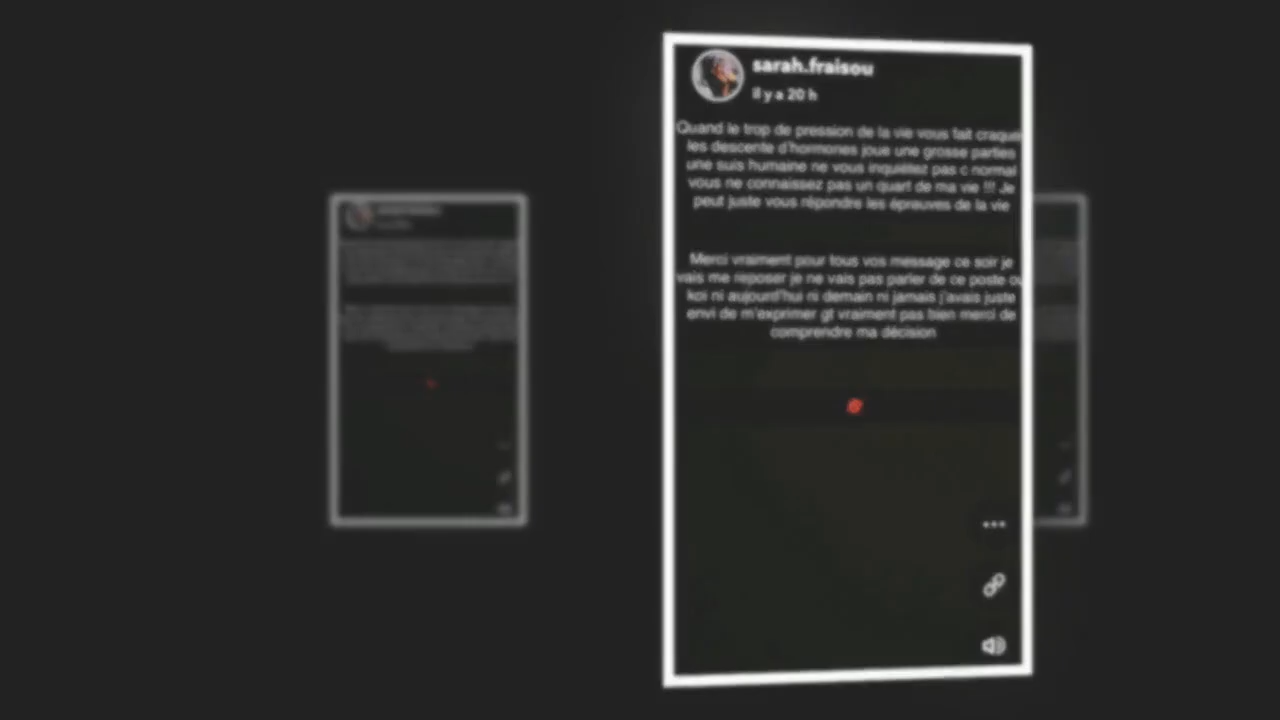 sarah.fraisou
Il y a 20 h
Quand le trop de pression de la vie vous fait craquer
les descente d'hormones joue une grosse parties
une suis humaine ne vous inquiétez pas c normal
vous ne connaissez pas un quart de ma vie !!! Je
peut juste vous répondre les épreuves de la vie
Merci vraiment pour tous vos message ce soir je
vais me reposer je ne vais pas parler de ce poste ou
koi ni aujourd'hui ni demain ni jamais j'avais juste
envi de m'exprimer gt vraiment pas bien merci de
comprendre ma décision